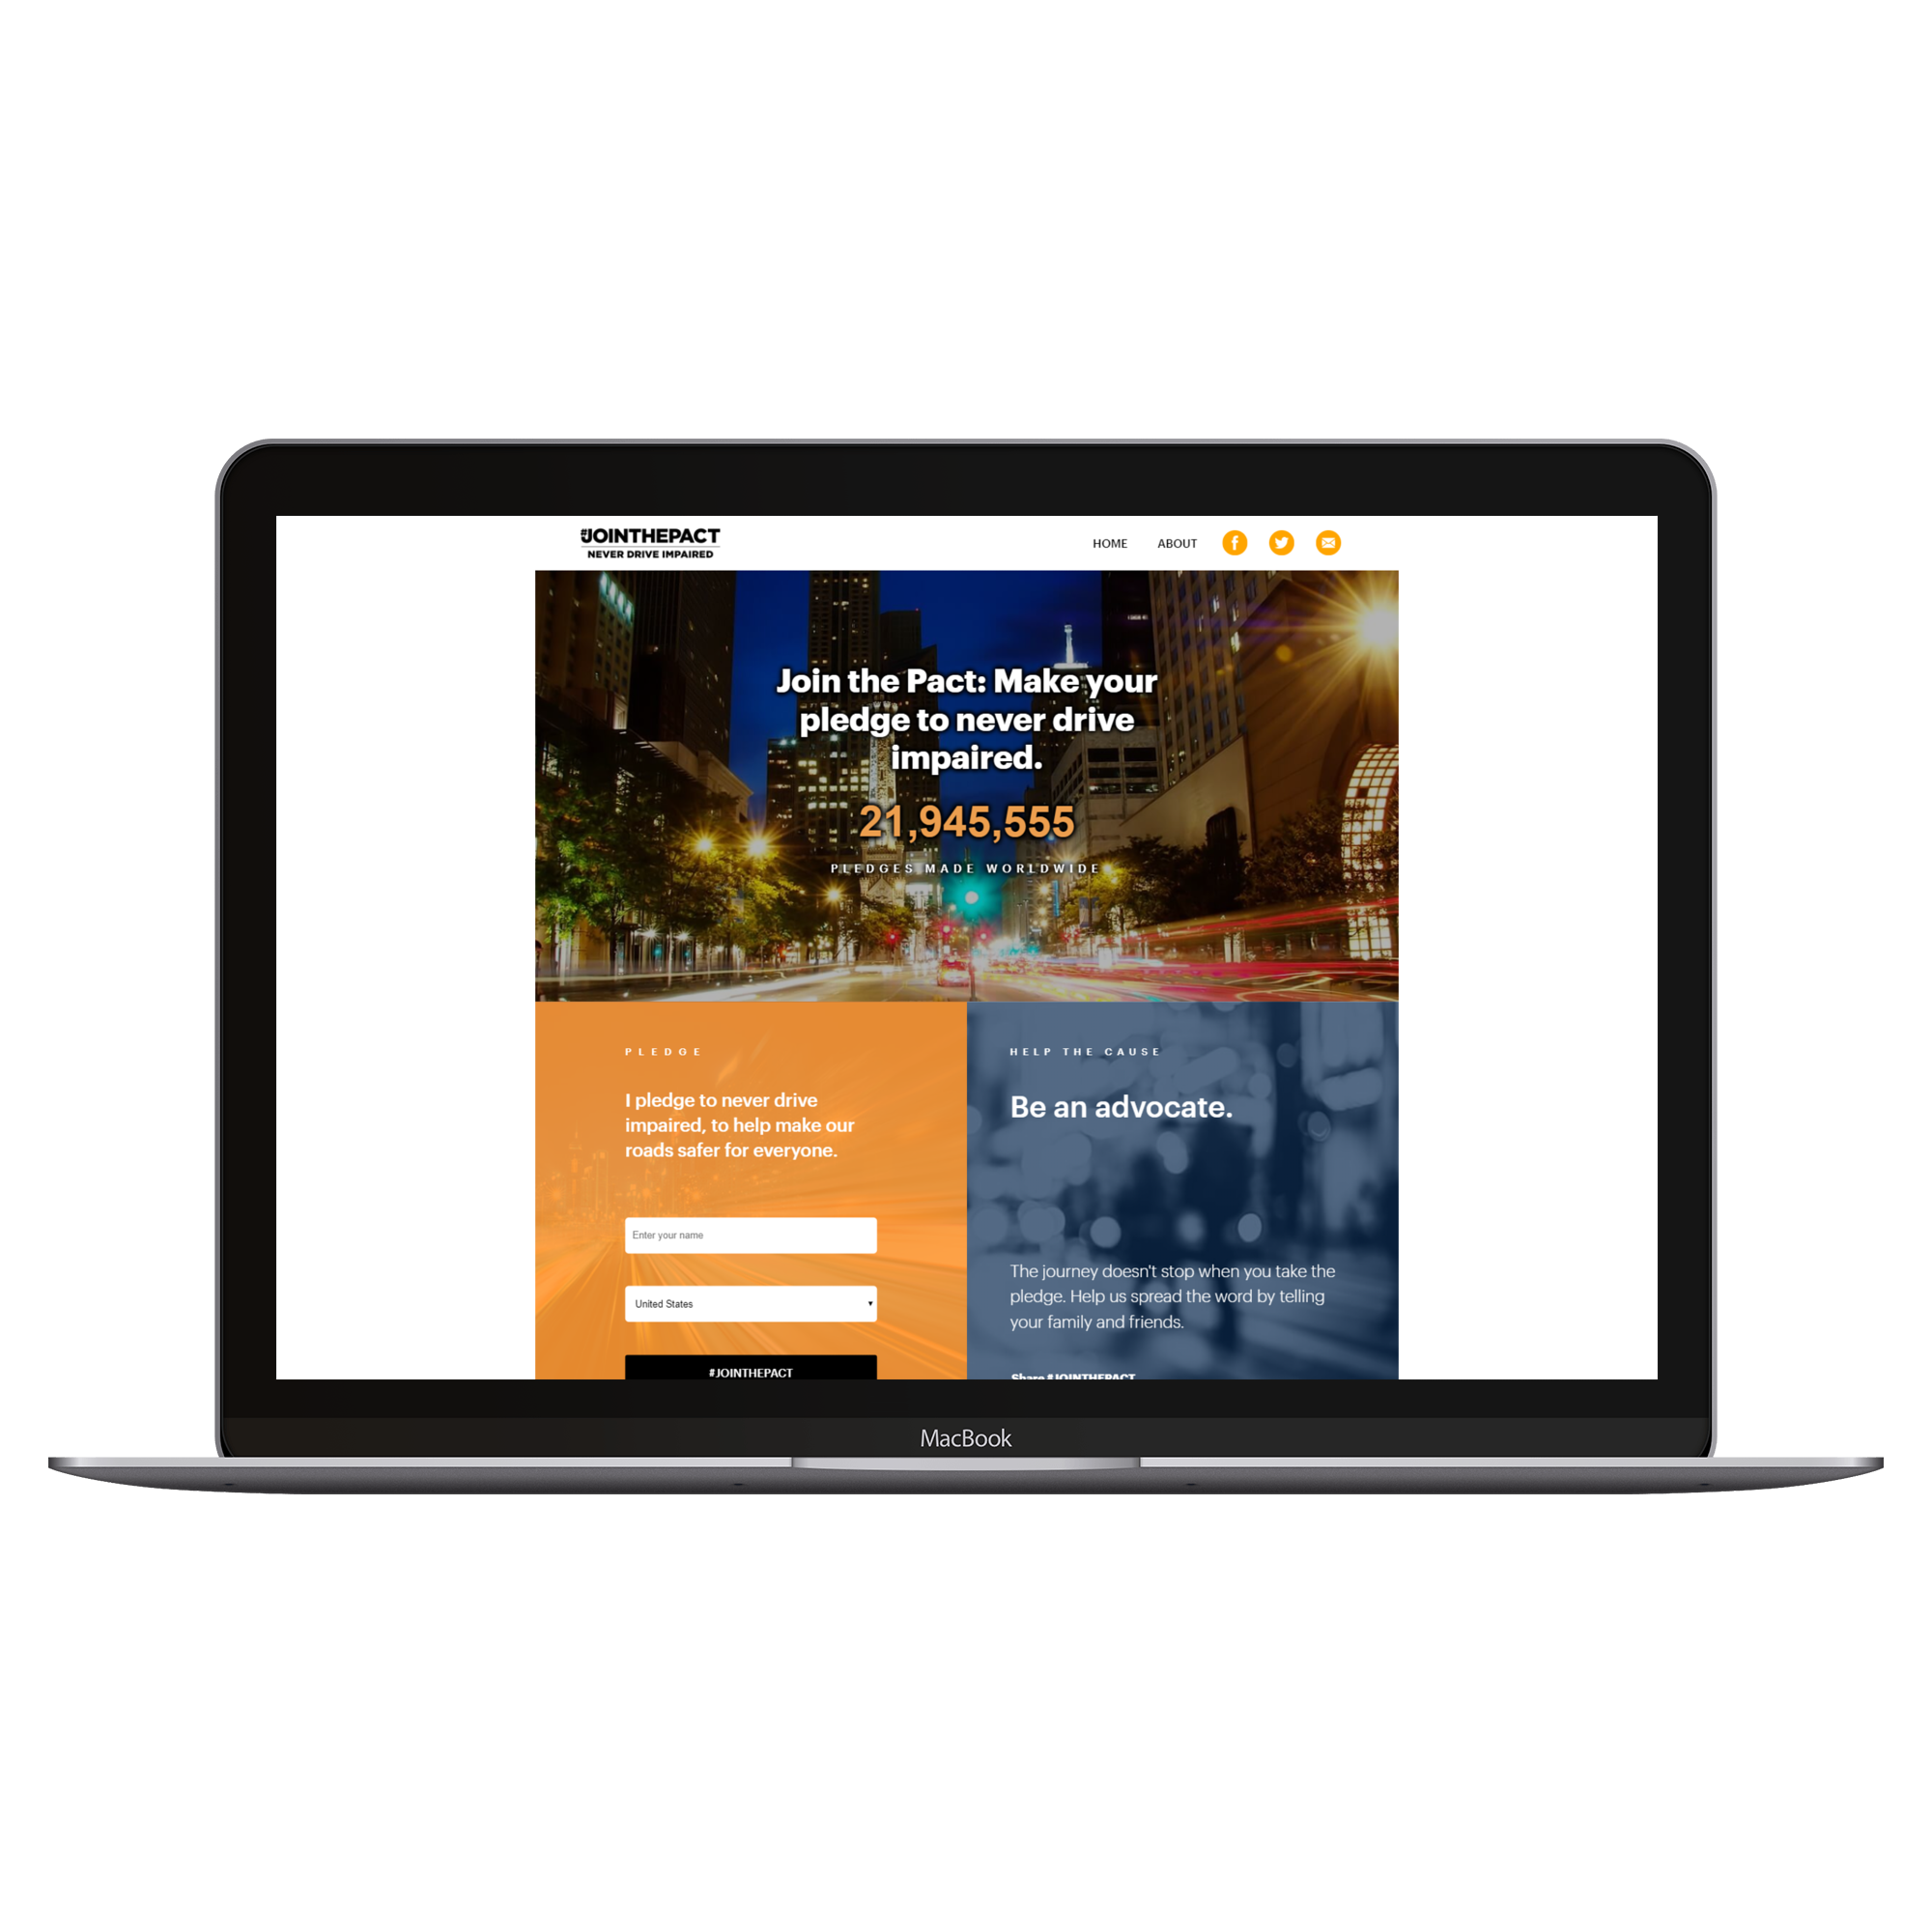 #JOINTHEPACT
NEVER DRIVE IMPAIRED
HOME
ABOUT
Join the Pact: Make your
pledge to never drive
impaired.
21,945,555
PLEDGES MADE WORLDWIDE
PLEDGE
I pledge to never drive
impaired, to help make our
roads safer for everyone.
Enter your name
United States
#JOINTHEPACT
HELP THE CAUSE
Be an advocate.
The journey doesn't stop when you take the
pledge. Help us spread the word by telling
your family and friends.
Share #JOINTHEPACT
MacBook